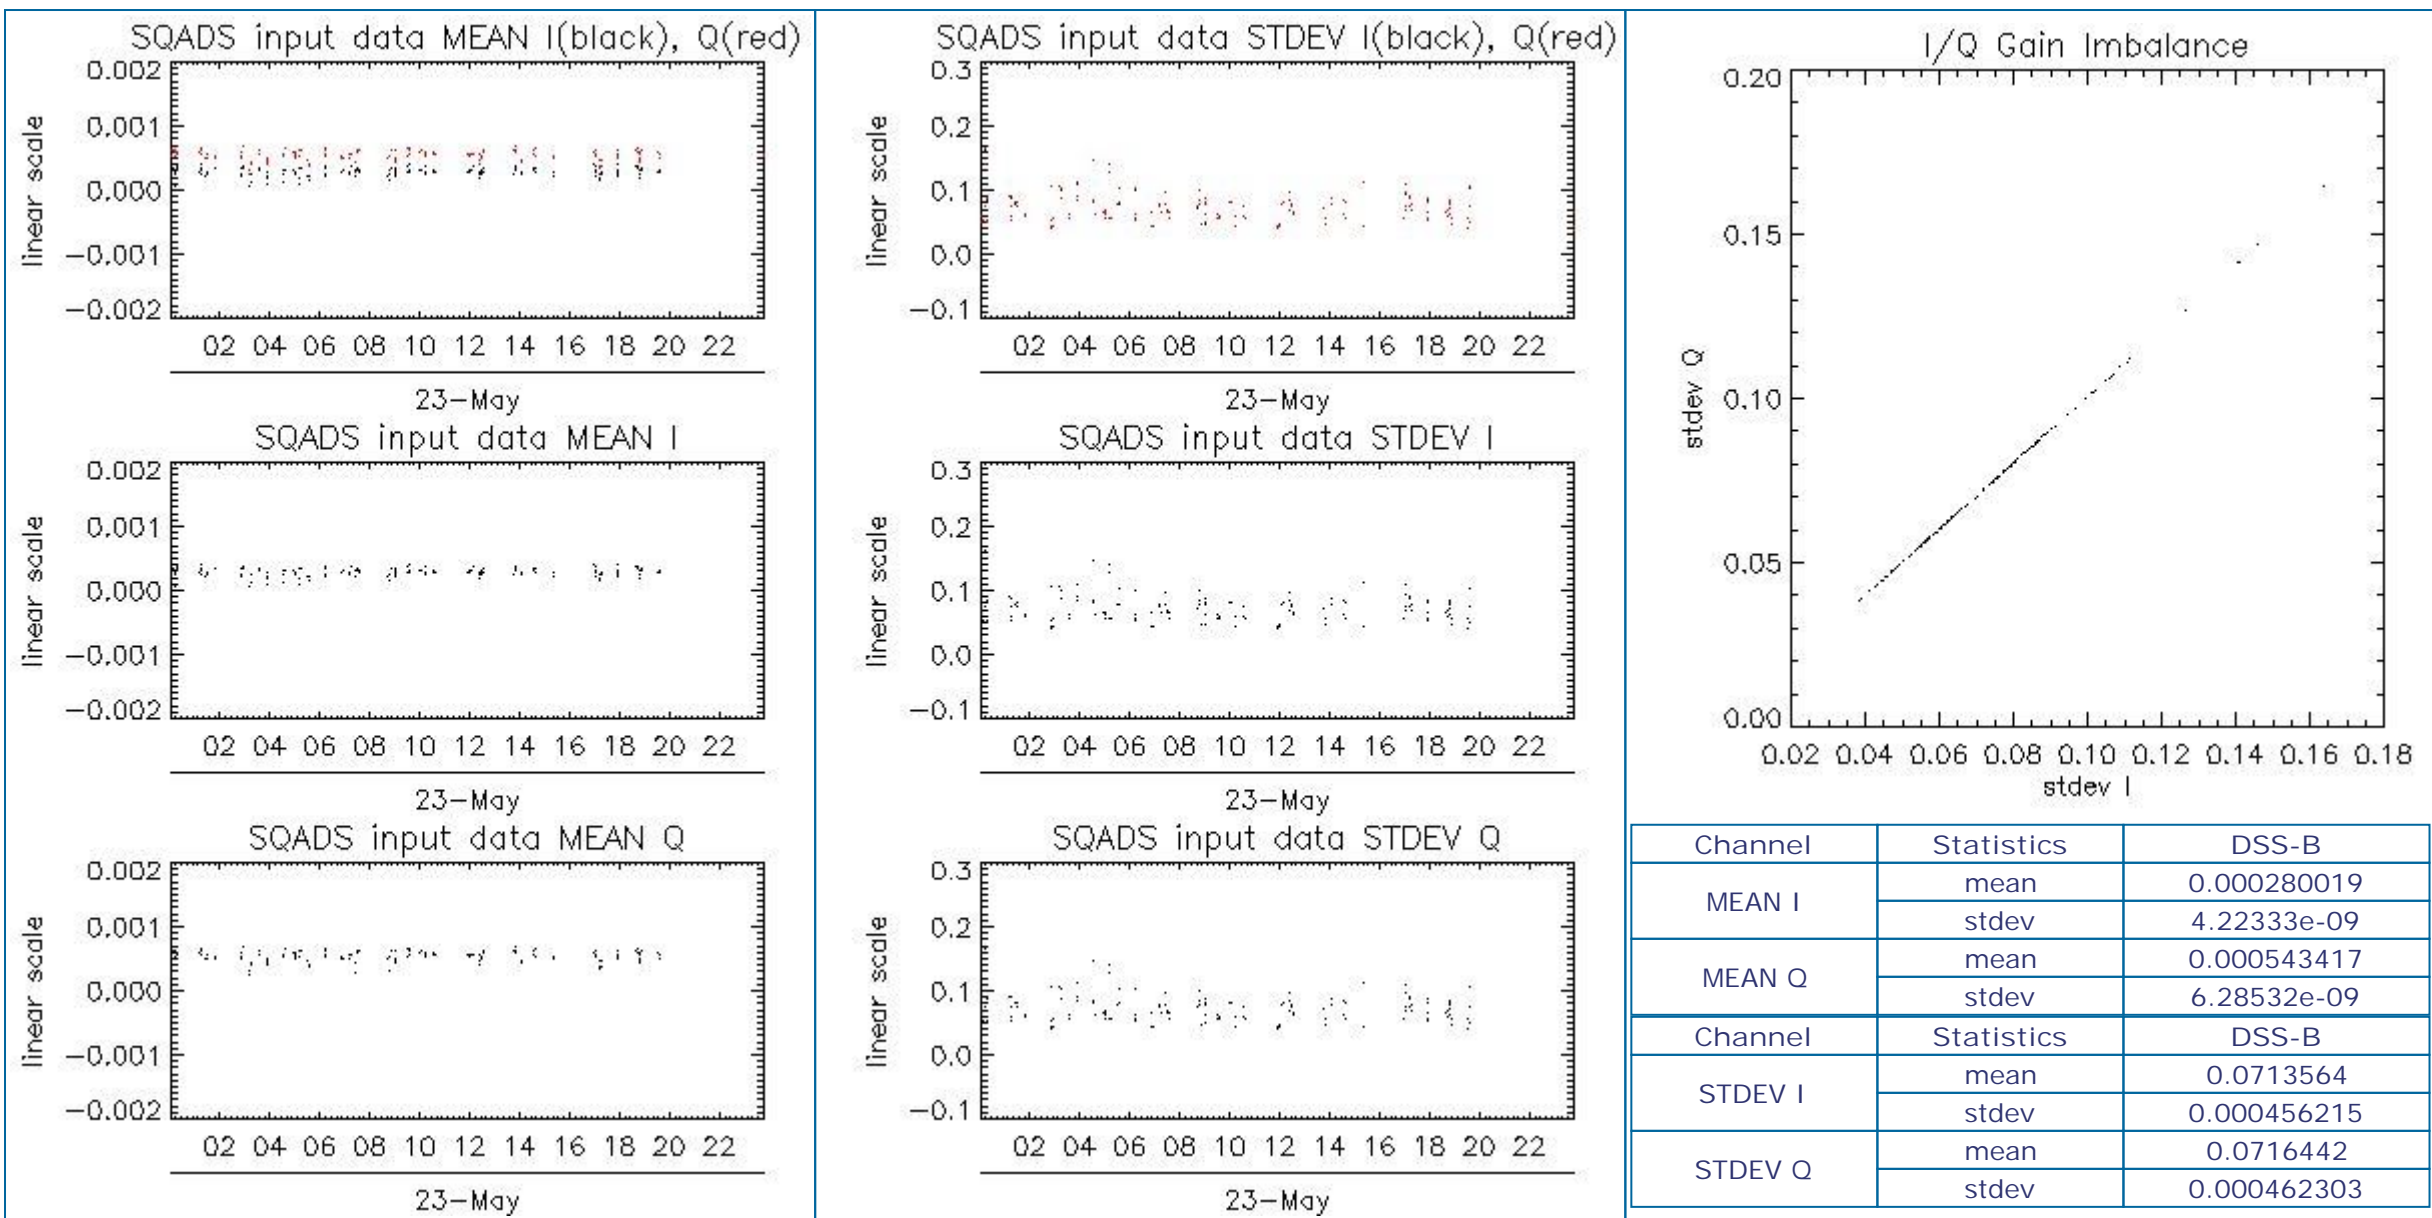 SQADS input data MEAN I(black), Q(red)
linear scale
0.002
0.001
0.000
−0.001
−0.002
02 04 06 08 10 12 14 16 18 20 22
23−May
SQADS input data MEAN I
linear scale
0.002
0.001
0.000
−0.001
−0.002
02 04 06 08 10 12 14 16 18 20 22
23−May
SQADS input data MEAN Q
linear scale
0.002
0.001
0.000
−0.001
−0.002
02 04 06 08 10 12 14 16 18 20 22
23−May
SQADS input data STDEV I(black), Q(red)
linear scale
0.3
0.2
0.1
0.0
−0.1
02 04 06 08 10 12 14 16 18 20 22
23−May
SQADS input data STDEV I
linear scale
0.3
0.2
0.1
0.0
−0.1
02 04 06 08 10 12 14 16 18 20 22
23−May
SQADS input data STDEV Q
linear scale
0.3
0.2
0.1
0.0
−0.1
02 04 06 08 10 12 14 16 18 20 22
23−May
I/Q Gain Imbalance
stdev Q
0.20
0.15
0.10
0.05
0.00
0.02 0.04 0.06 0.08 0.10 0.12 0.14 0.16 0.18
stdev I
Channel Statistics DSS-B
MEAN I mean 0.000280019
stdev 4.22333e-09
MEAN Q mean 0.000543417
stdev 6.28532e-09
Channel Statistics DSS-B
STDEV I mean 0.0713564
stdev 0.000456215
STDEV Q mean 0.0716442
stdev 0.000462303